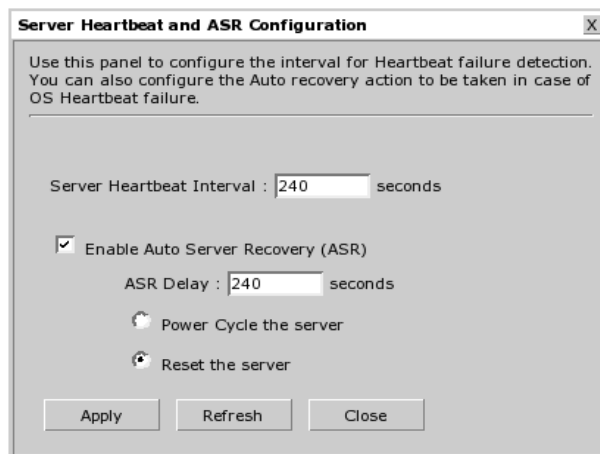 Server Heartbeat and ASR Configuration X
Use this panel to configure the interval for Heartbeat failure detection.
You can also configure the Auto recovery action to be taken in case of
OS Heartbeat failure.
Server Heartbeat Interval : 240 seconds
Enable Auto Server Recovery (ASR)
ASR Delay : 240 seconds
Power Cycle the server
Reset the server
Apply Refresh Close